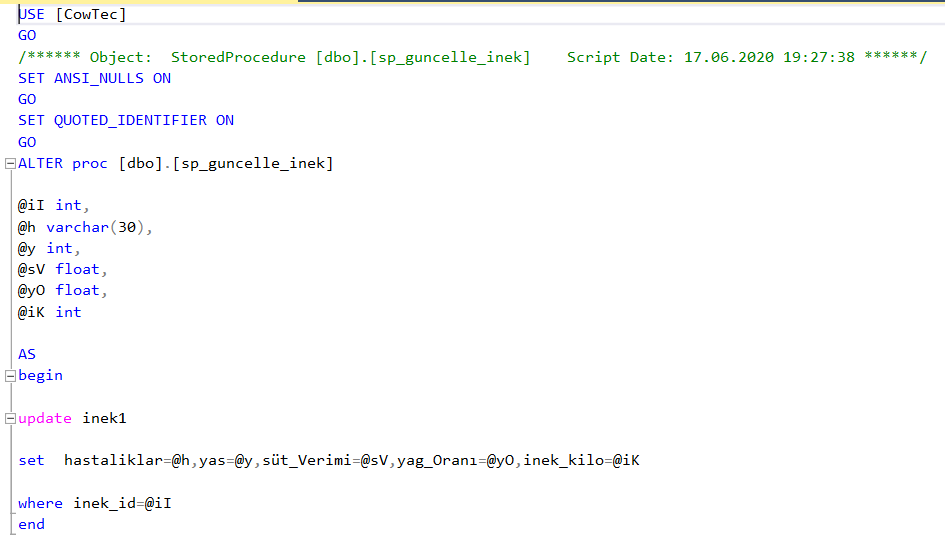 USE [CowTec]
GO
/****** Object:  StoredProcedure [dbo].[sp_guncelle_inek]    Script Date: 17.06.2020 19:27:38 ******/
SET ANSI_NULLS ON
GO
SET QUOTED_IDENTIFIER ON
GO
ALTER proc [dbo].[sp_guncelle_inek]
@iI int,
@h varchar(30),
@y int,
@sV float,
@yO float,
@iK int
AS
begin
update inek1
set  hastaliklar=@h,yas=@y,süt_Verimi=@sV,yag_Oranı=@yO,inek_kilo=@iK
where inek_id=@iI
end